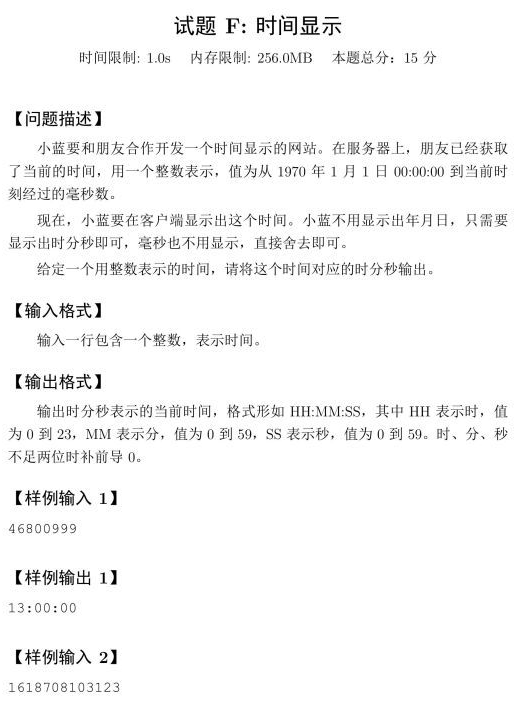 试题 F: 时间显示
时间限制: 1.0s 内存限制: 256.0MB 本题总分：15 分
【问题描述】
小蓝要和朋友合作开发一个时间显示的网站。在服务器上，朋友已经获取
了当前的时间，用一个整数表示，值为从 1970 年 1 月 1 日 00:00:00 到当前时
刻经过的毫秒数。
现在，小蓝要在客户端显示出这个时间。小蓝不用显示出年月日，只需要
显示出时分秒即可，毫秒也不用显示，直接舍去即可。
给定一个用整数表示的时间，请将这个时间对应的时分秒输出。
【输入格式】
输入一行包含一个整数，表示时间。
【输出格式】
输出时分秒表示的当前时间，格式形如 HH:MM:SS，其中 HH 表示时，值
为 0 到 23，MM 表示分，值为 0 到 59，SS 表示秒，值为 0 到 59。时、分、秒
不足两位时补前导 0。
【样例输入 1】
46800999
【样例输出 1】
13:00:00
【样例输入 2】
1618708103123